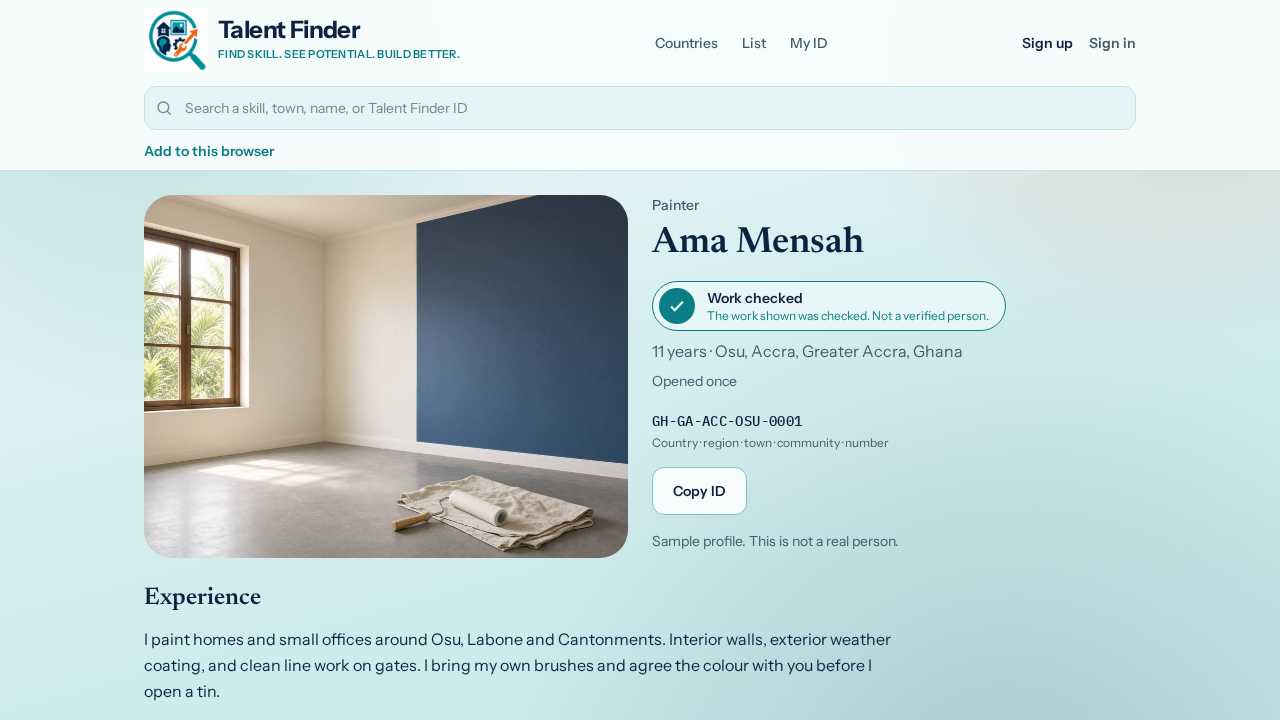 Talent Finder
FIND SKILL. SEE POTENTIAL. BUILD BETTER.
Countries
List
My ID
Sign up
Sign in
Search a skill, town, name, or Talent Finder ID
Add to this browser
Painter
Ama Mensah
Work checked
The work shown was checked. Not a verified person.
11 years · Osu, Accra, Greater Accra, Ghana
Opened once
GH-GA-ACC-OSU-0001
Country · region · town · community · number
Copy ID
Sample profile. This is not a real person.
Experience
I paint homes and small offices around Osu, Labone and Cantonments. Interior walls, exterior weather
coating, and clean line work on gates. I bring my own brushes and agree the colour with you before I
open a tin.